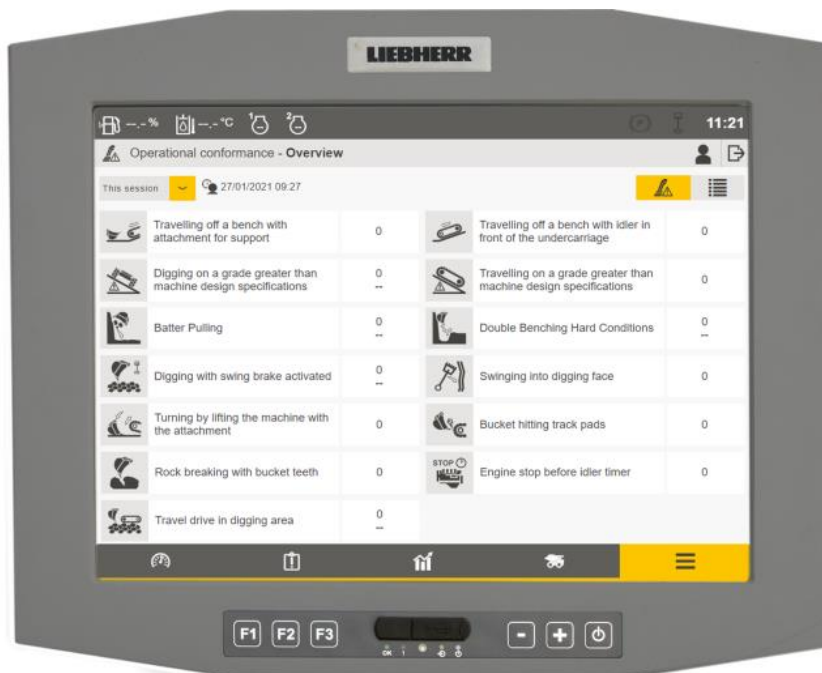 LIEBHERR
--.- % --.- °C 1 2 P 11:21
Operational conformance - Overview
This session 27/01/2021 09:27
Travelling off a bench with
attachment for support
0
Travelling off a bench with idler in
front of the undercarriage
0
Digging on a grade greater than
machine design specifications
0
--
Travelling on a grade greater than
machine design specifications
0
Batter Pulling
0
--
Double Benching Hard Conditions
0
--
Digging with swing brake activated
0
--
Swinging into digging face
0
Turning by lifting the machine with
the attachment
0
Bucket hitting track pads
0
Rock breaking with bucket teeth
0
STOP
Engine stop before idler timer
0
Travel drive in digging area
0
--
F1 F2 F3 - +
OK !